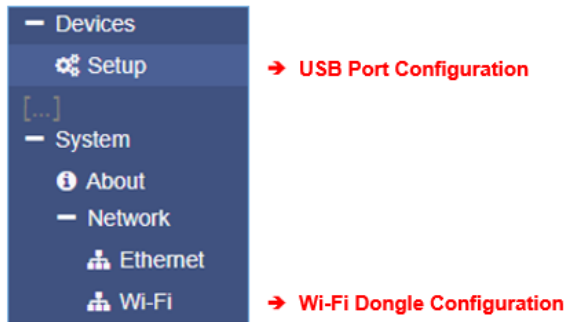 Devices
Setup → USB Port Configuration
[...]
System
About
Network
Ethernet
Wi-Fi → Wi-Fi Dongle Configuration